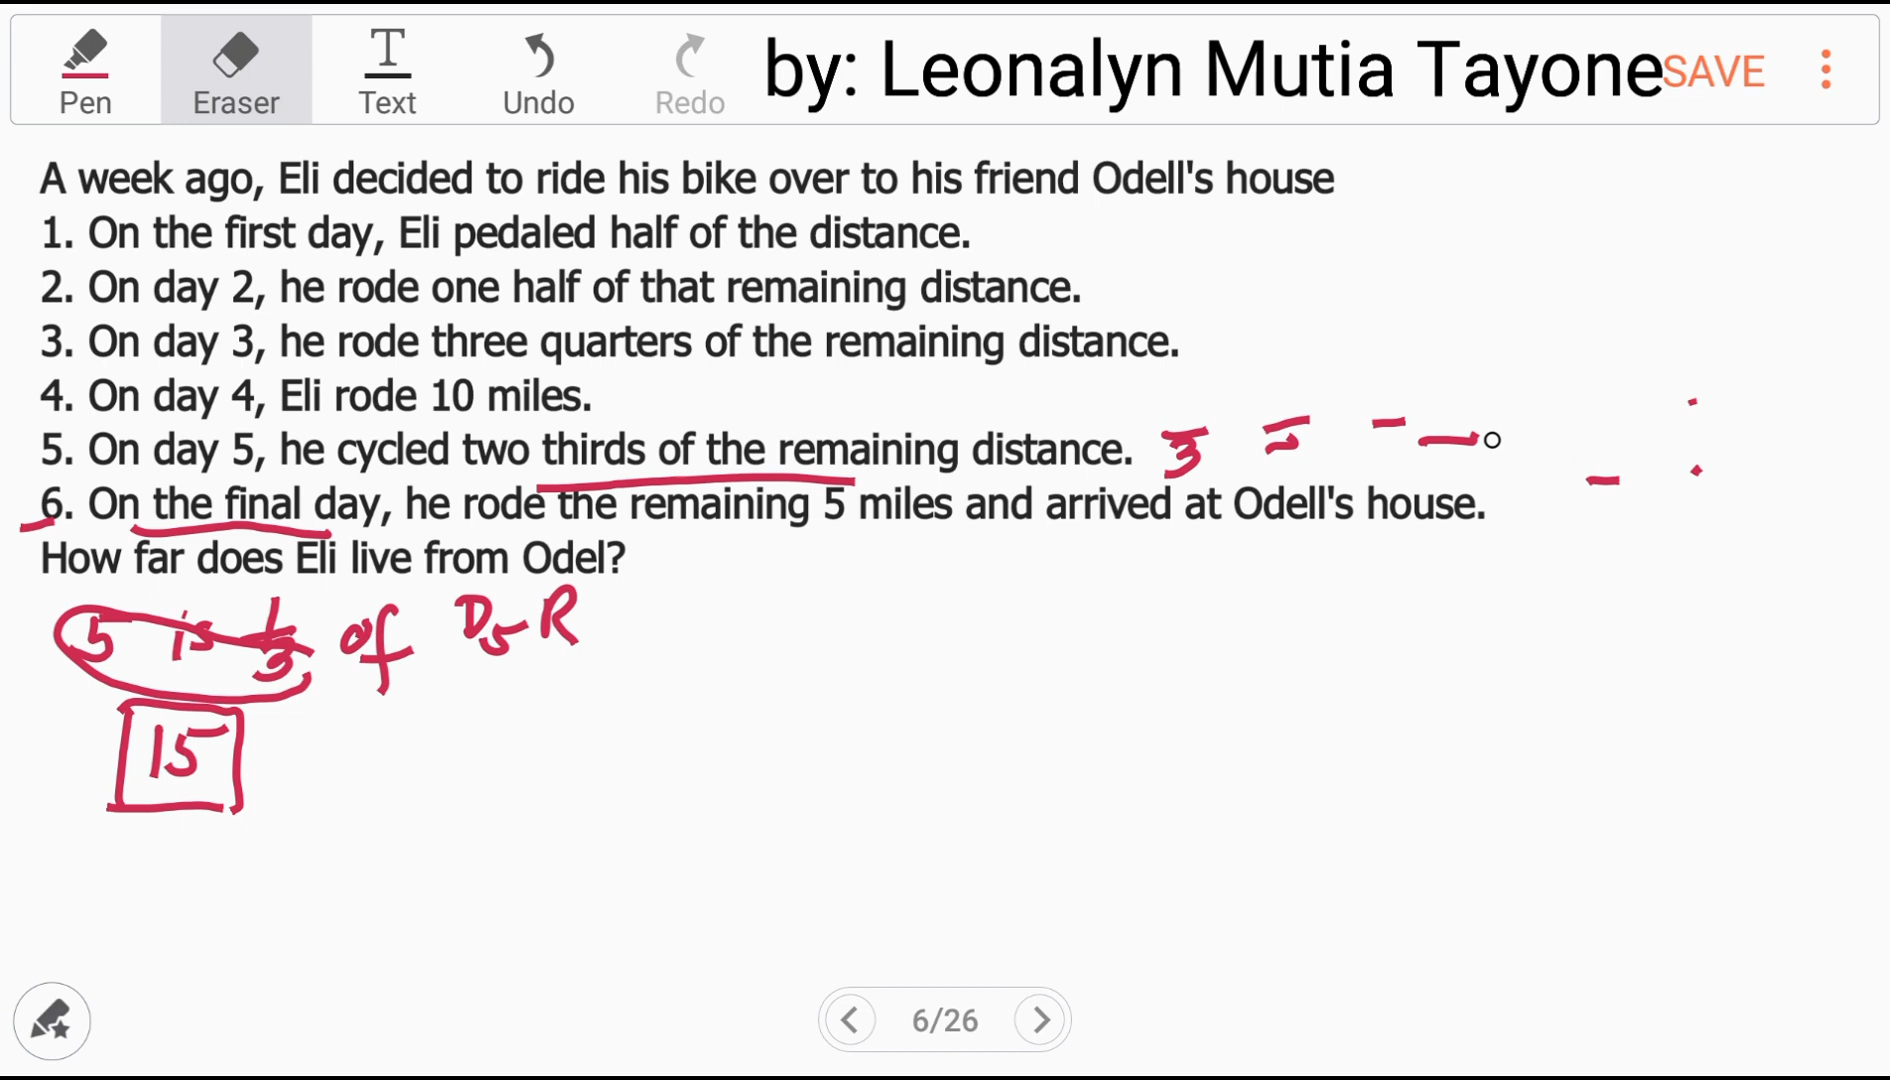 Pen Eraser Text Undo Redo by: Leonalyn Mutia Tayone SAVE
A week ago, Eli decided to ride his bike over to his friend Odell's house
1. On the first day, Eli pedaled half of the distance.
2. On day 2, he rode one half of that remaining distance.
3. On day 3, he rode three quarters of the remaining distance.
4. On day 4, Eli rode 10 miles.
5. On day 5, he cycled two thirds of the remaining distance.
6. On the final day, he rode the remaining 5 miles and arrived at Odell's house.
How far does Eli live from Odel?
5 is 1/3 of D5 R
15
6/26